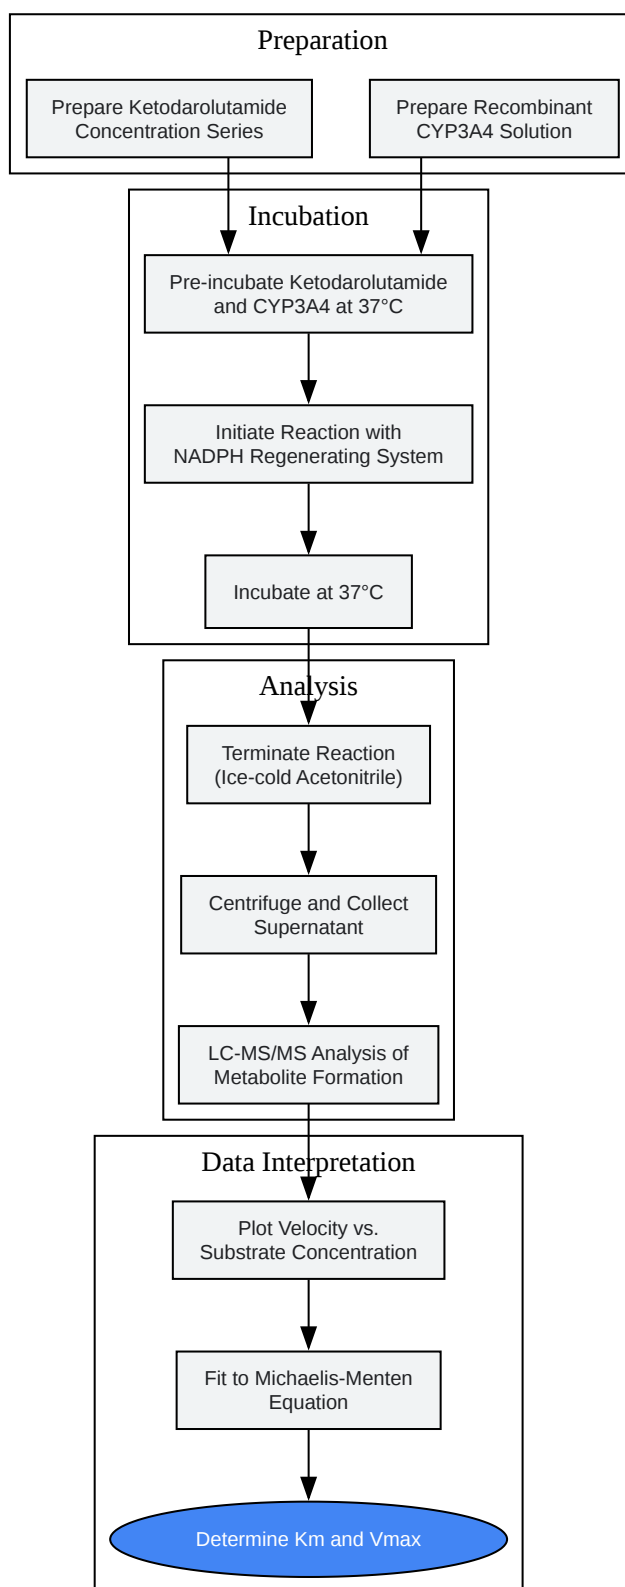 Preparation
Prepare Ketodarolutamide
Concentration Series
Prepare Recombinant
CYP3A4 Solution
Incubation
Pre-incubate Ketodarolutamide
and CYP3A4 at 37°C
Initiate Reaction with
NADPH Regenerating System
Incubate at 37°C
Analysis
Terminate Reaction
(Ice-cold Acetonitrile)
Centrifuge and Collect
Supernatant
LC-MS/MS Analysis of
Metabolite Formation
Data Interpretation
Plot Velocity vs.
Substrate Concentration
Fit to Michaelis-Menten
Equation
Determine Km and Vmax